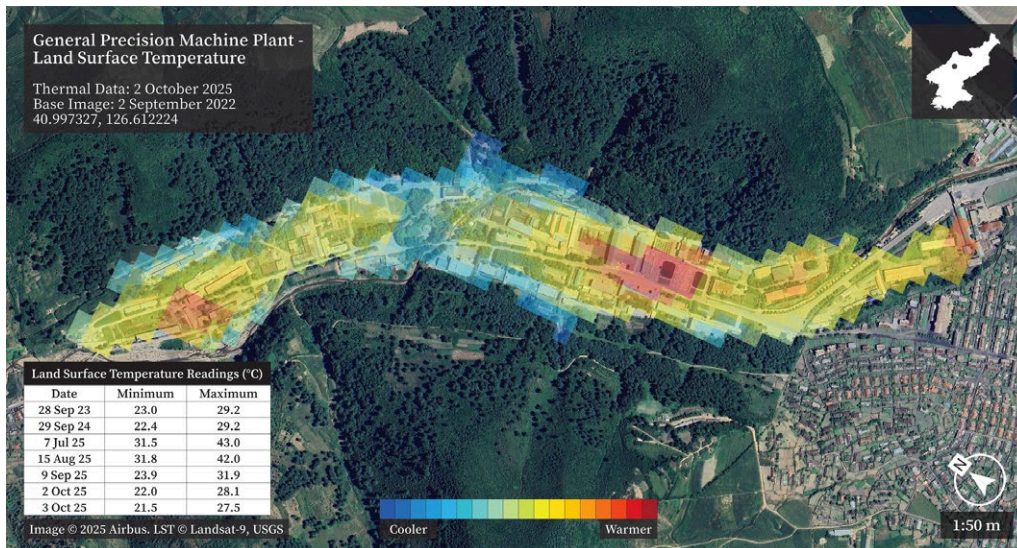 General Precision Machine Plant -
Land Surface Temperature
Thermal Data: 2 October 2025
Base Image: 2 September 2022
40.997327, 126.612224
Land Surface Temperature Readings (°C)
Date Minimum Maximum
28 Sep 23 23.0 29.2
29 Sep 24 22.4 29.2
7 Jul 25 31.5 43.0
15 Aug 25 31.8 42.0
9 Sep 25 23.9 31.9
2 Oct 25 22.0 28.1
3 Oct 25 21.5 27.5
Image © 2025 Airbus. LST © Landsat-9, USGS
Cooler Warmer
N
1:50 m